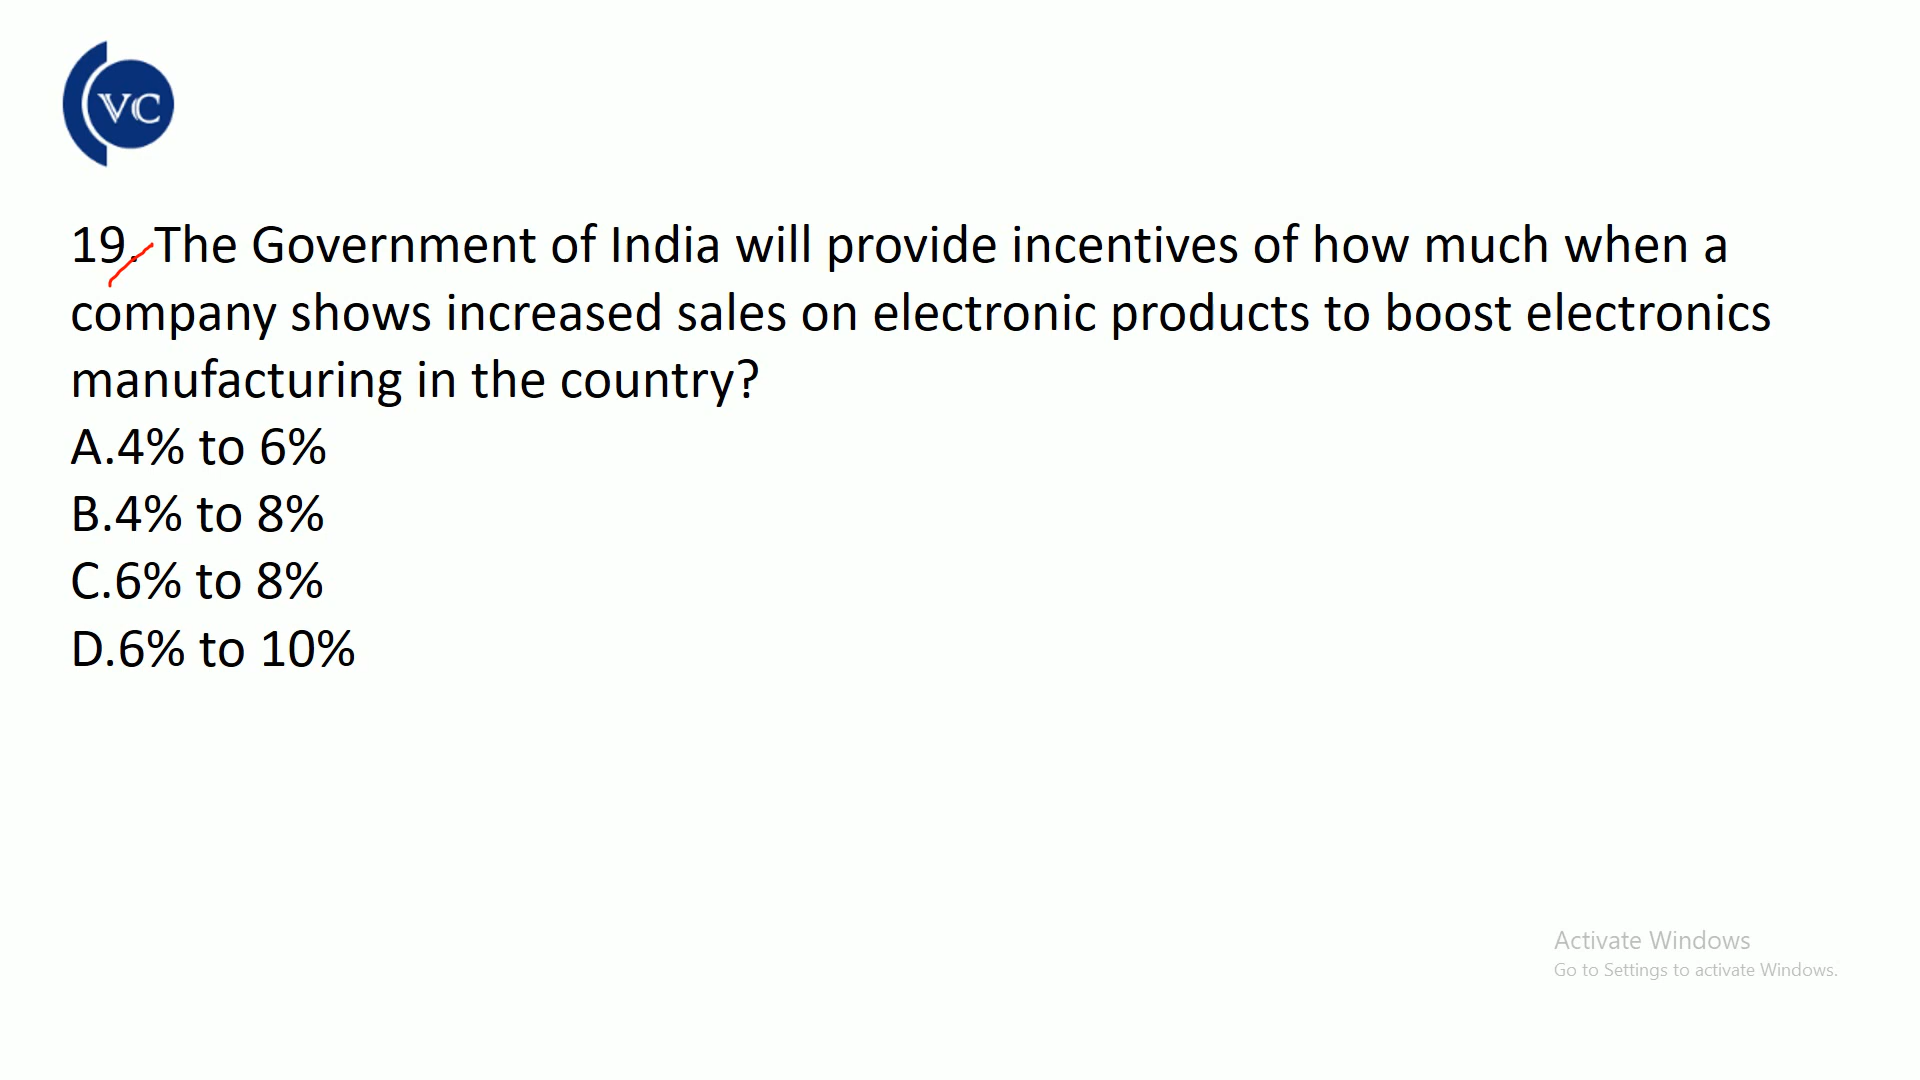 VC
19. The Government of India will provide incentives of how much when a
company shows increased sales on electronic products to boost electronics
manufacturing in the country?
A.4% to 6%
B.4% to 8%
C.6% to 8%
D.6% to 10%
Activate Windows
Go to Settings to activate Windows.